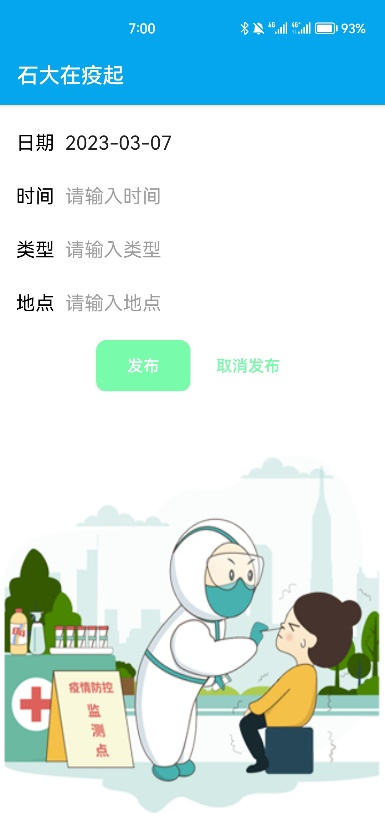 7:00 4G 4G 93%
石大在疫起
日期 2023-03-07
时间 请输入时间
类型 请输入类型
地点 请输入地点
发布 取消发布
疫情防控
监
测
点